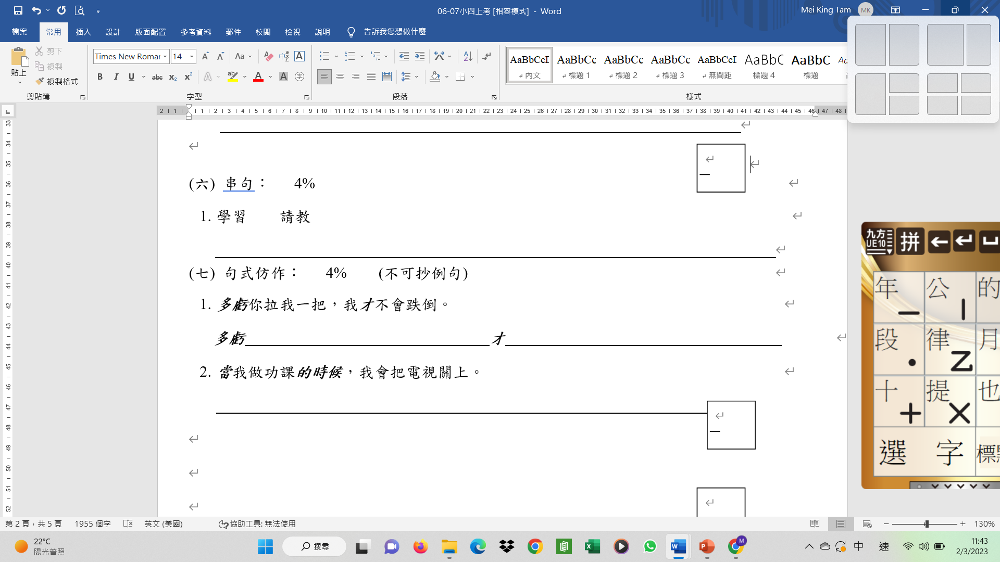 06-07小四上考 [相容模式] - Word
Mei King Tam
MK
檔案 常用 插入 設計 版面配置 參考資料 郵件 校閱 檢視 說明 告訴我您想做什麼
貼上
剪下
複製
複製格式
剪貼簿
Times New Roman 14
字型
段落
AaBbCcI 內文
AaBbCc 標題 1
AaBbCc 標題 2
AaBbCc 標題 3
AaBbCcI 無間距
AaBbC 標題 4
AaBbC 標題
樣式
2 1 1 2 3 4 5 6 7 8 9 10 11 12 13 14 15 16 17 18 19 20 21 22 23 24 25 26 27 28 29 30 31 32 33 34 35 36 37 38 39 40 41 42 43 44 45 46 47 48
33 34 35 36 37 38 39 40 41 42 43 44 45 46 47 48 49 50 51 52
(六) 串句： 4%
1. 學習 請教
(七) 句式仿作： 4% (不可抄例句)
1. 多虧你拉我一把，我才不會跌倒。
多虧 才
2. 當我做功課的時候，我會把電視關上。
九方 UE10 拼
年 公 的
段 律 月
十 提 也
選 字 標
第 2 頁，共 5 頁 1955 個字 英文 (美國) 協助工具: 無法使用 130%
22°C
陽光普照
搜尋
中 速
11:43
2/3/2023